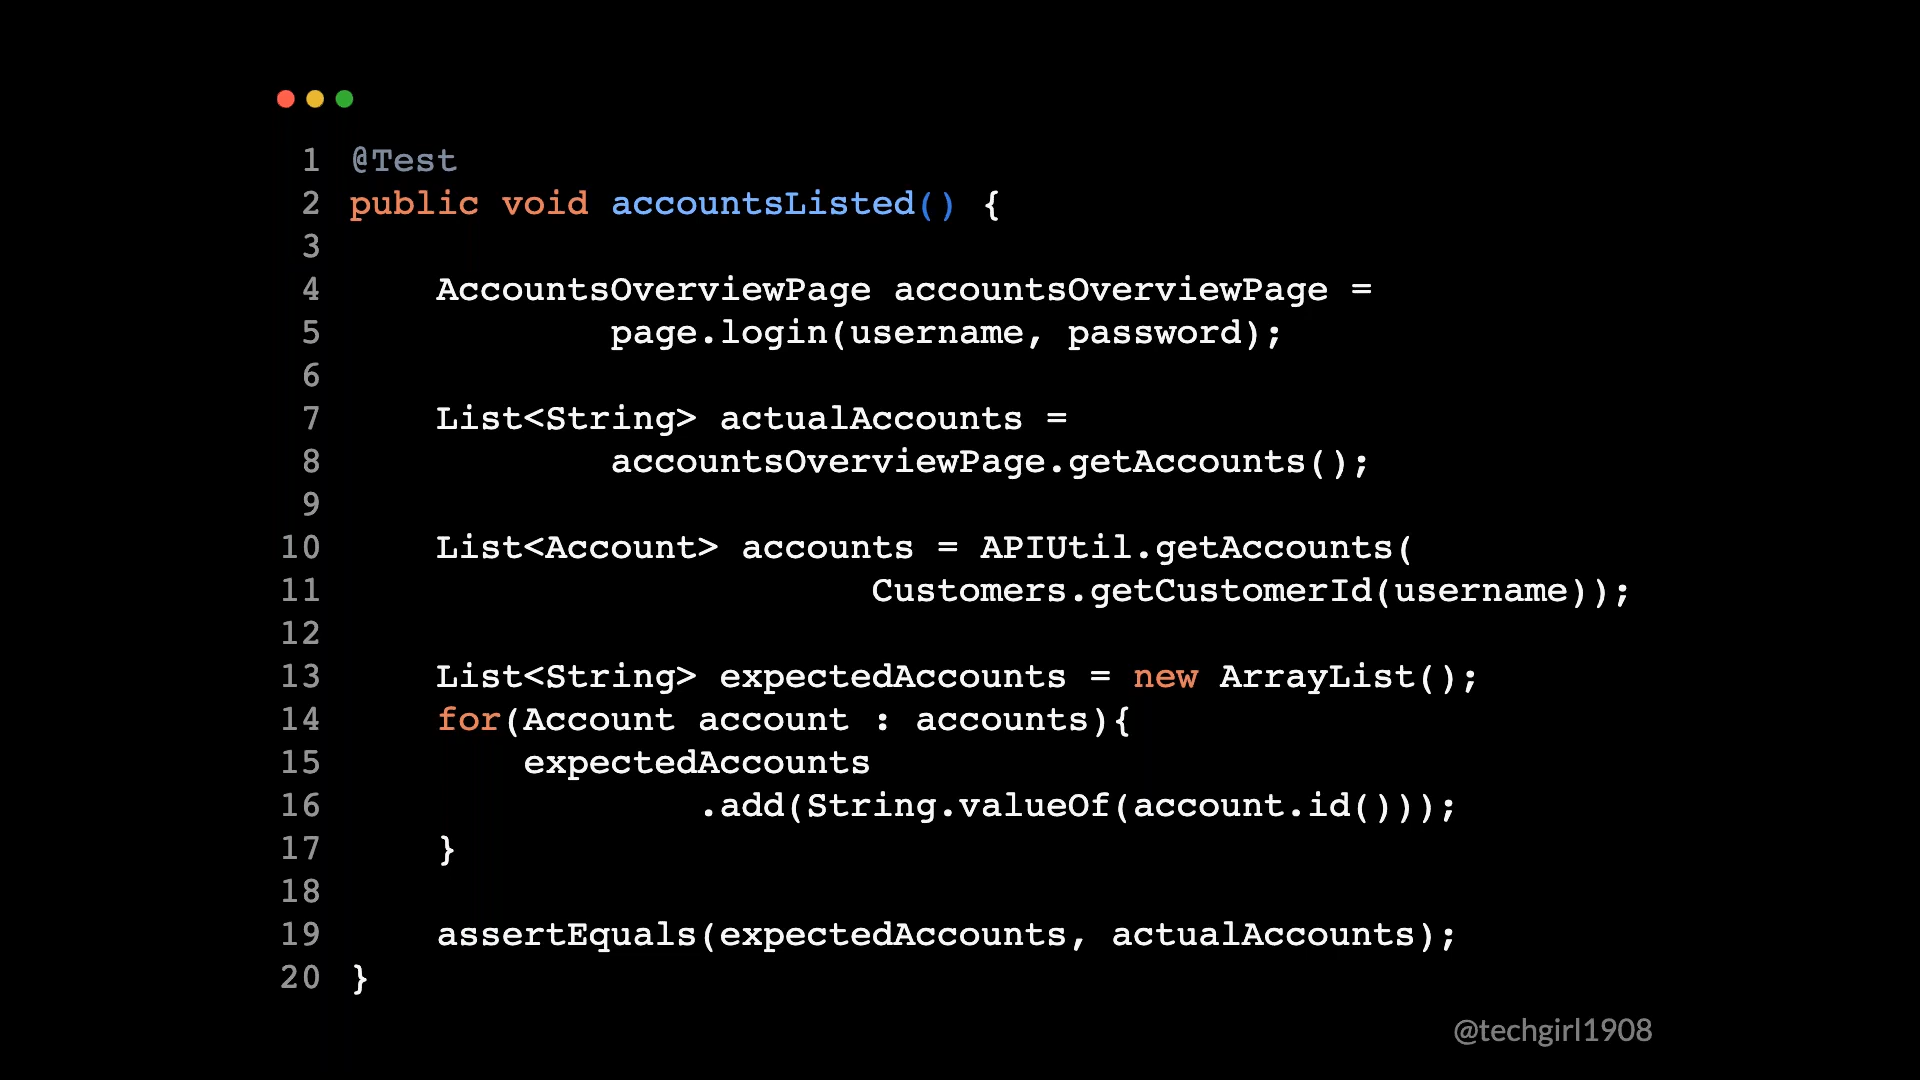 1 @Test
2 public void accountsListed() {
3
4 AccountsOverviewPage accountsOverviewPage =
5 page.login(username, password);
6
7 List<String> actualAccounts =
8 accountsOverviewPage.getAccounts();
9
10 List<Account> accounts = APIUtil.getAccounts(
11 Customers.getCustomerId(username));
12
13 List<String> expectedAccounts = new ArrayList();
14 for(Account account : accounts){
15 expectedAccounts
16 .add(String.valueOf(account.id()));
17 }
18
19 assertEquals(expectedAccounts, actualAccounts);
20 }
@techgirl1908